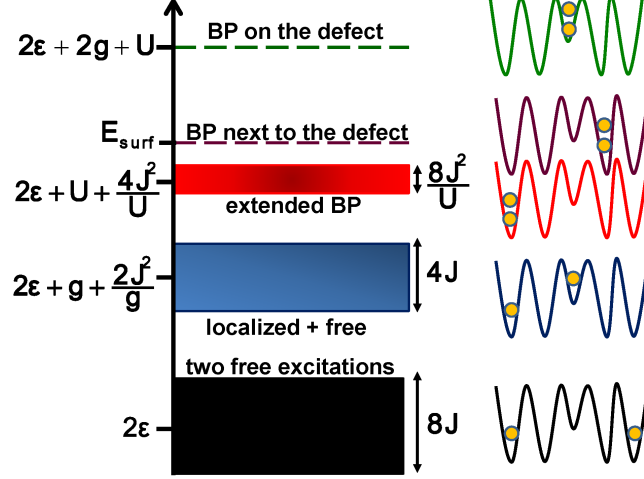 2ε + 2g + U
BP on the defect
E_surf
BP next to the defect
2ε + U + 4J²/U
8J²/U
extended BP
2ε + g + 2J²/g
4J
localized + free
two free excitations
2ε
8J